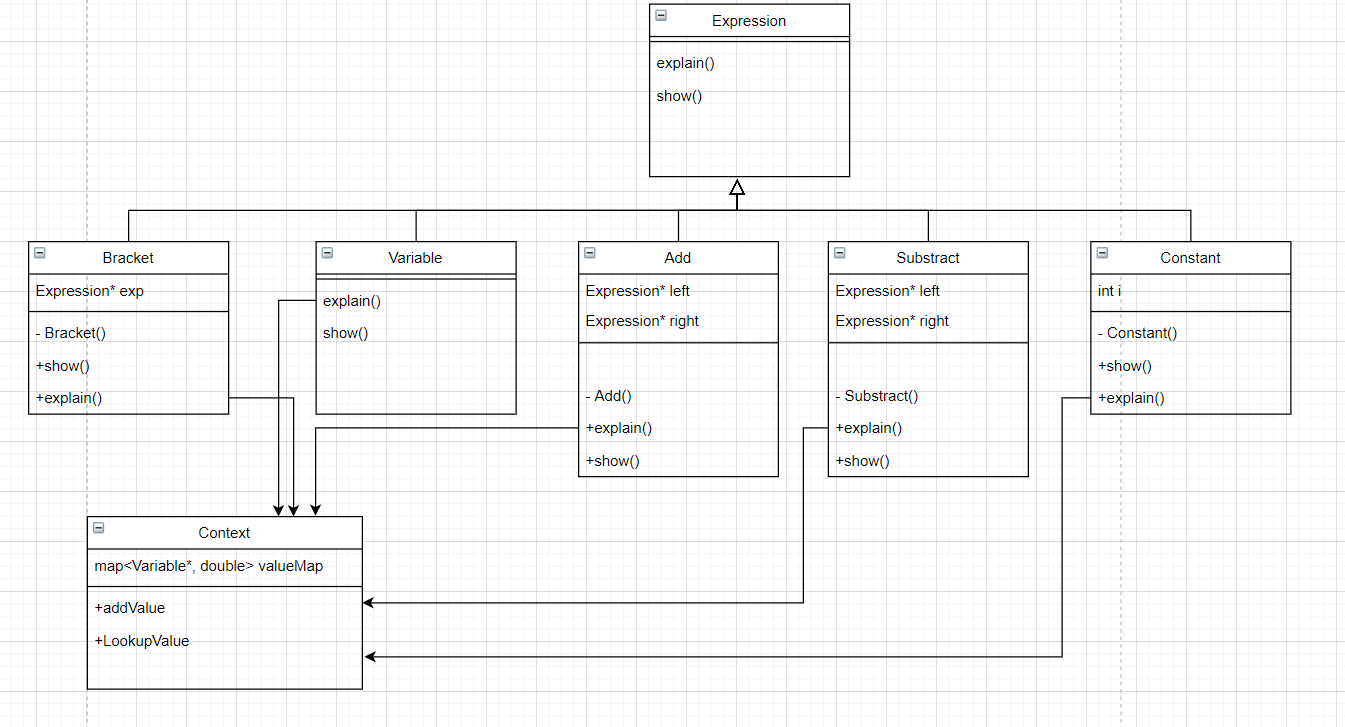 Expression
explain()
show()
Bracket
Expression* exp
- Bracket()
+show()
+explain()
Variable
explain()
show()
Add
Expression* left
Expression* right
- Add()
+explain()
+show()
Substract
Expression* left
Expression* right
- Substract()
+explain()
+show()
Constant
int i
- Constant()
+show()
+explain()
Context
map<Variable*, double> valueMap
+addValue
+LookupValue